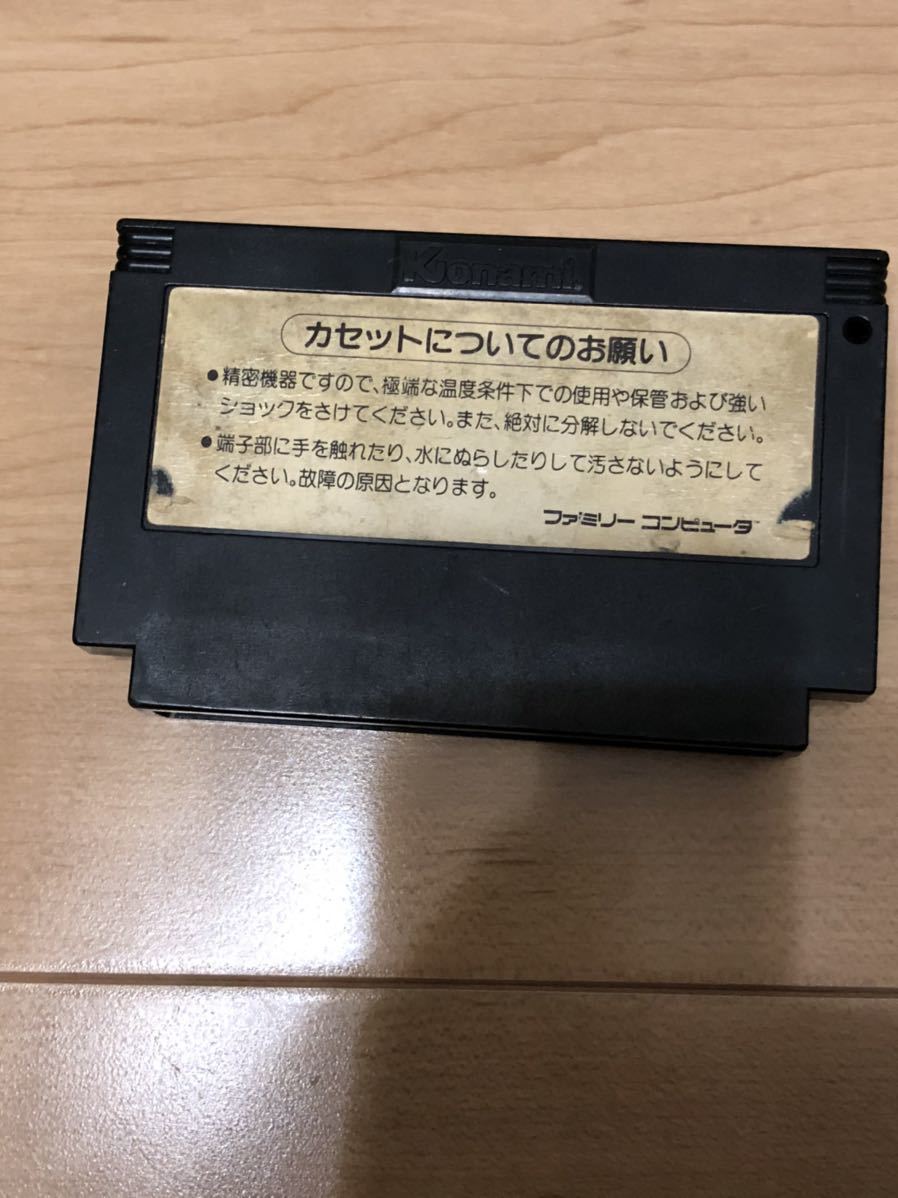 Konami
カセットについてのお願い
●精密機器ですので、極端な温度条件下での使用や保管および強い
ショックをさけてください。また、絶対に分解しないでください。
●端子部に手を触れたり、水にぬらしたりして汚さないようにして
ください。故障の原因となります。
ファミリー コンピュータ™